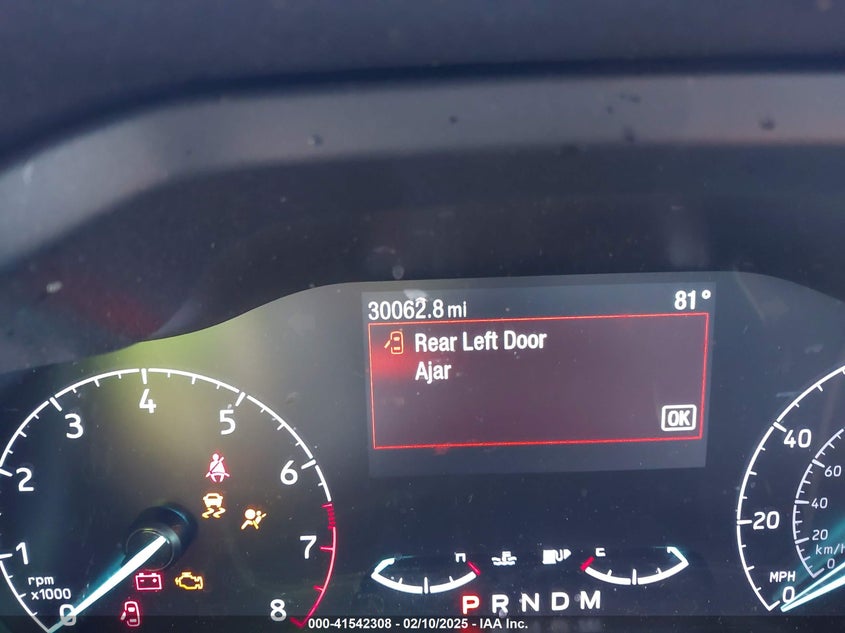 30062.8 mi 81°
Rear Left Door
Ajar
OK
1 2 3 4 5 6 7 8
0
rpm
x1000
H
C
PRNDM
40
20
0
MPH
60
40
20
0
km/h
000-41542308 - 02/10/2025 - IAA Inc.